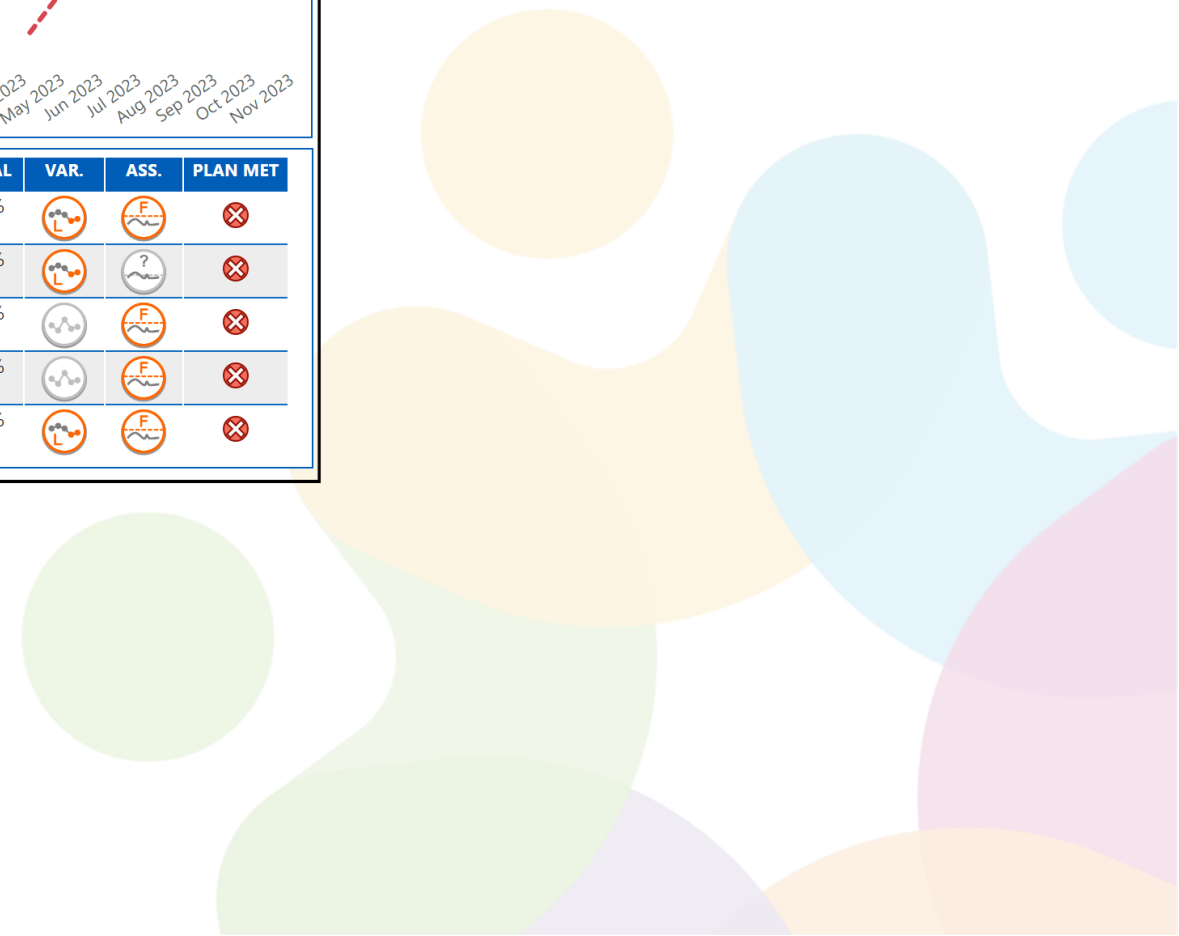 May 2023
Jun 2023
Jul 2023
Aug 2023
Sep 2023
Oct 2023
Nov 2023
VAR. ASS. PLAN MET
L F
L ?
F
F
L F